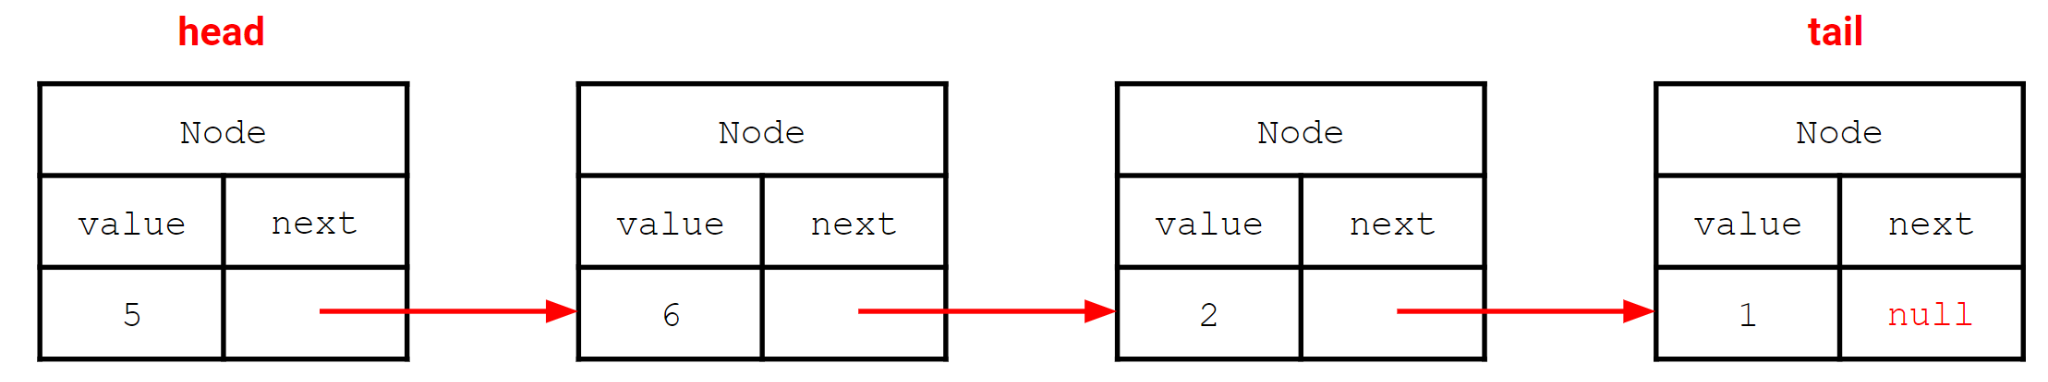 head tail
Node Node Node Node
value next value next value next value next
5 6 2 1 null